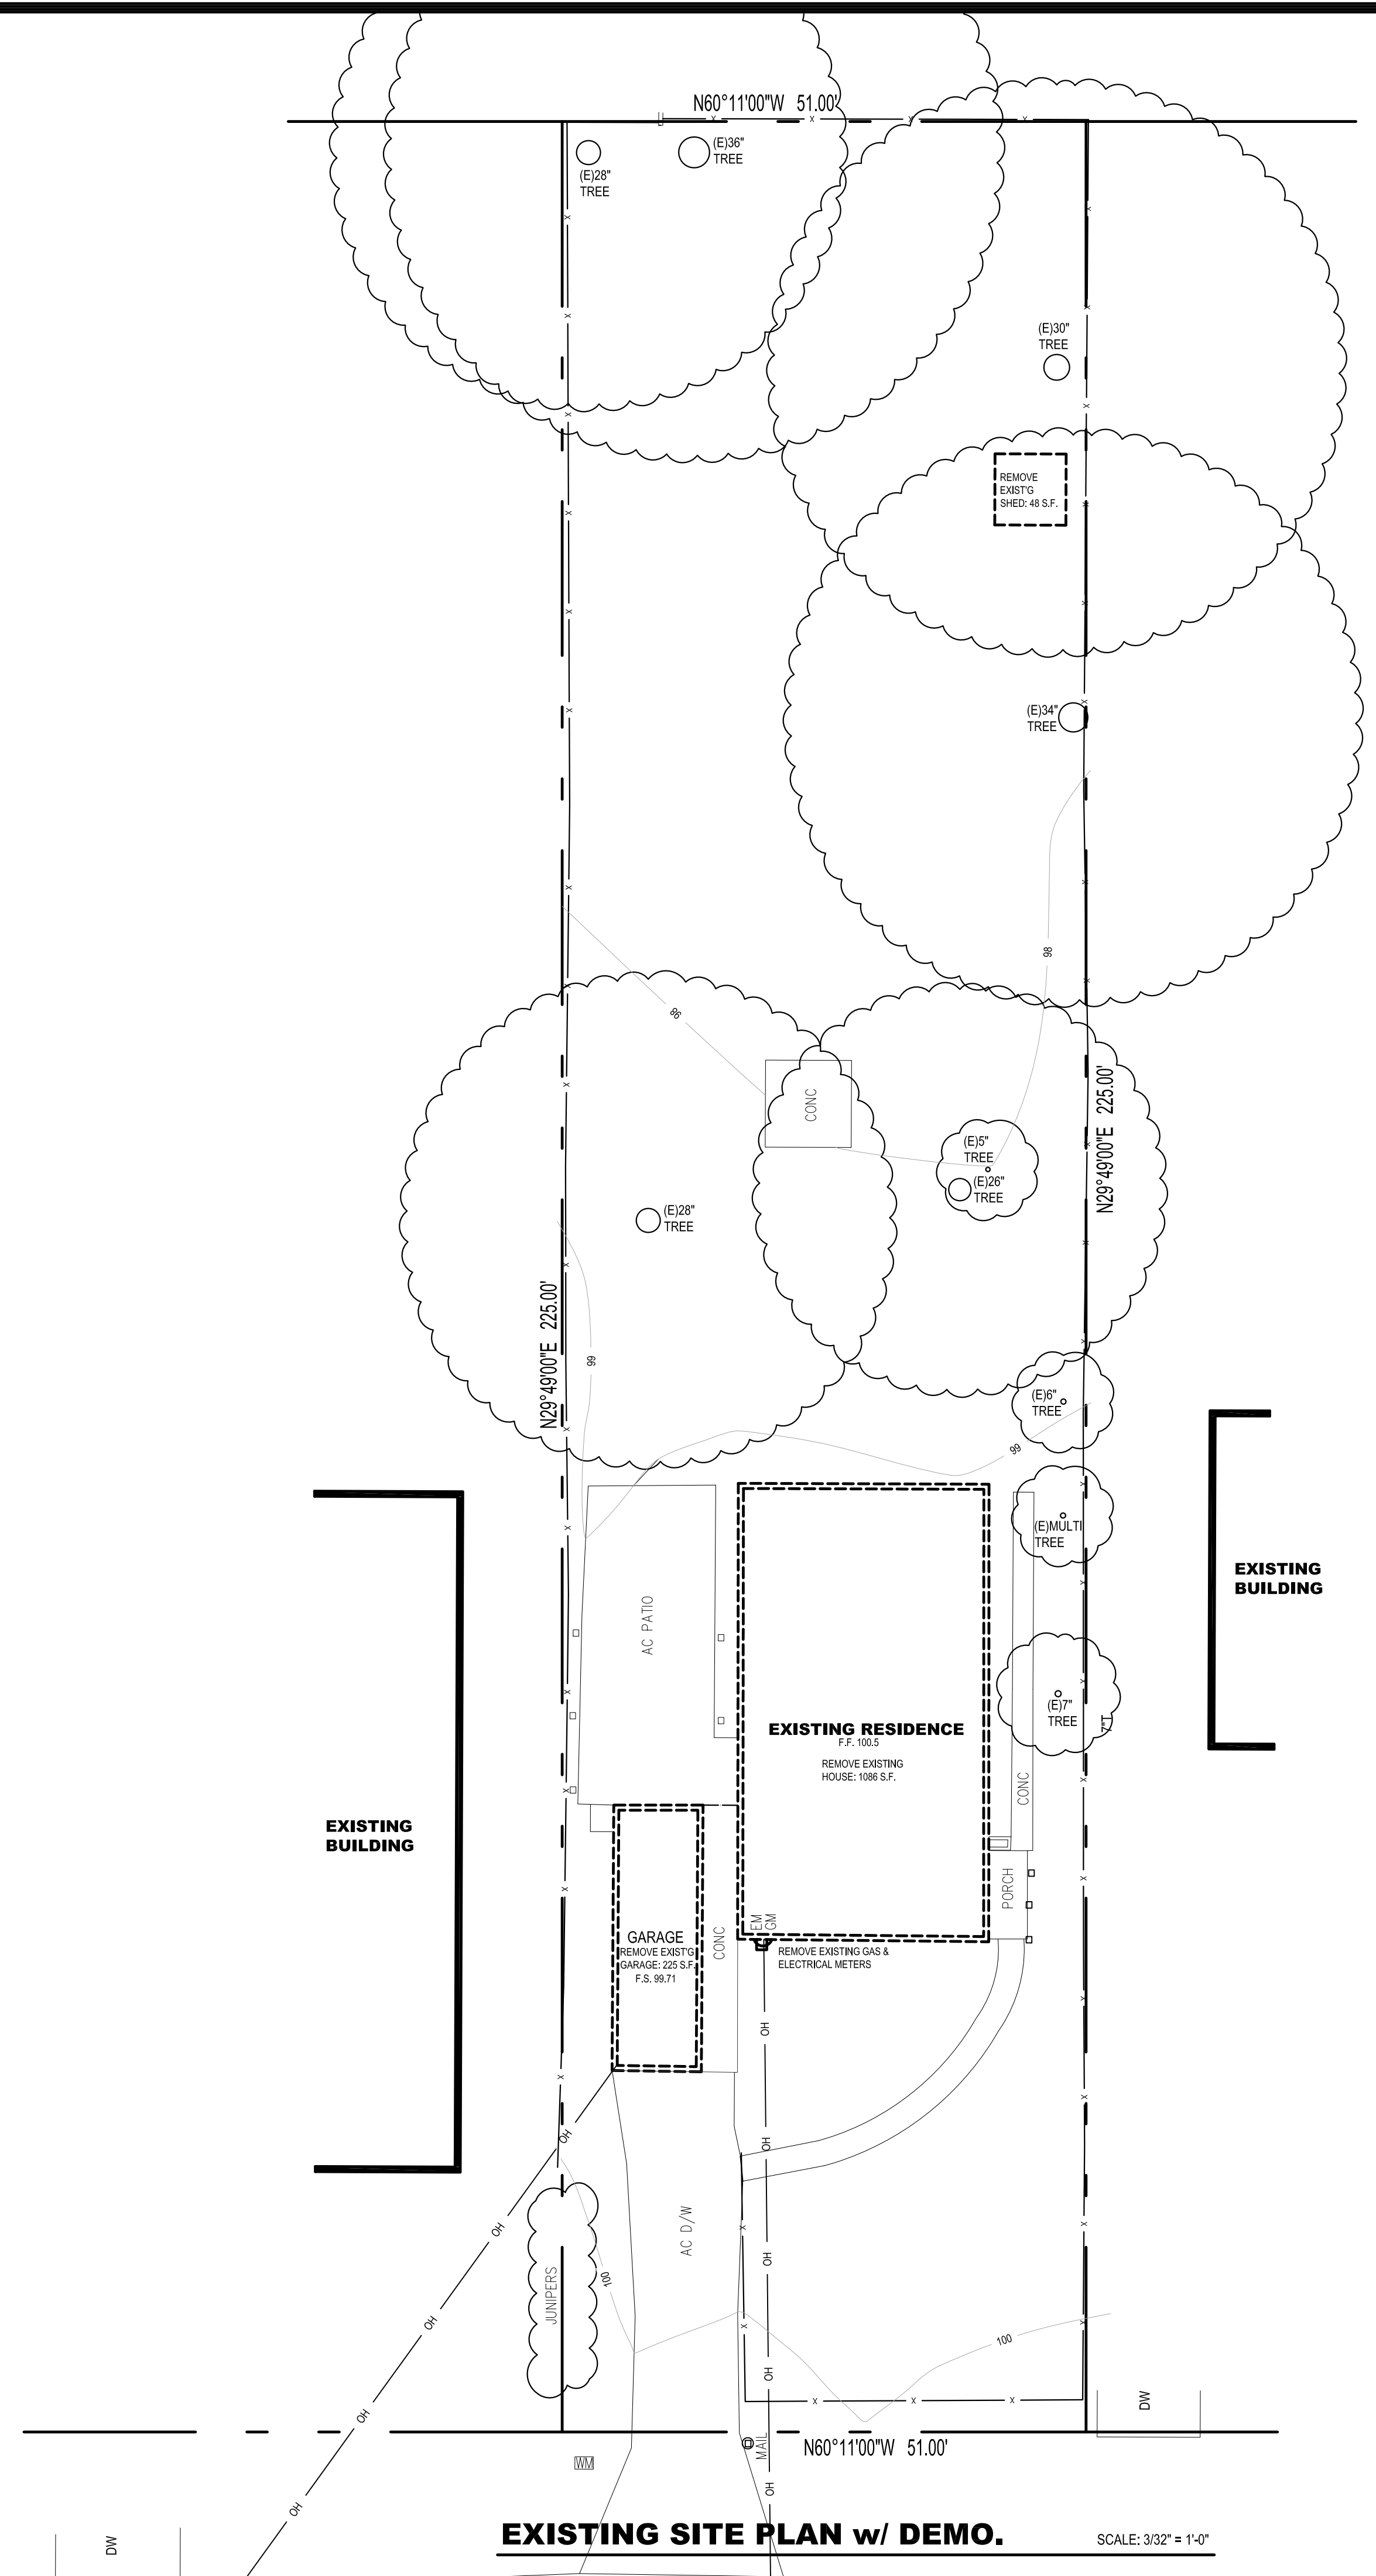 N60°11'00"W 51.00'
(E)36"
TREE
(E)28"
TREE
(E)30"
TREE
REMOVE
EXIST'G
SHED: 48 S.F.
(E)34"
TREE
98
98
CONC
N29°49'00"E 225.00'
(E)5"
TREE
(E)26"
TREE
(E)28"
TREE
N29°49'00"E 225.00'
99
(E)6"
TREE
99
(E)MULTI
TREE
EXISTING
BUILDING
AC PATIO
(E)7"
TREE
7"T
EXISTING RESIDENCE
F.F. 100.5
REMOVE EXISTING
HOUSE: 1086 S.F.
CONC
EXISTING
BUILDING
PORCH
EM
GM
GARAGE
REMOVE EXIST'G
GARAGE: 225 S.F.
F.S. 99.71
CONC
REMOVE EXISTING GAS &
ELECTRICAL METERS
OH
OH
OH
OH
AC D/W
OH
JUNIPERS
100
OH
100
OH
DW
OH
MAIL
N60°11'00"W 51.00'
WM
OH
OH
DW
EXISTING SITE PLAN w/ DEMO.
SCALE: 3/32" = 1'-0"